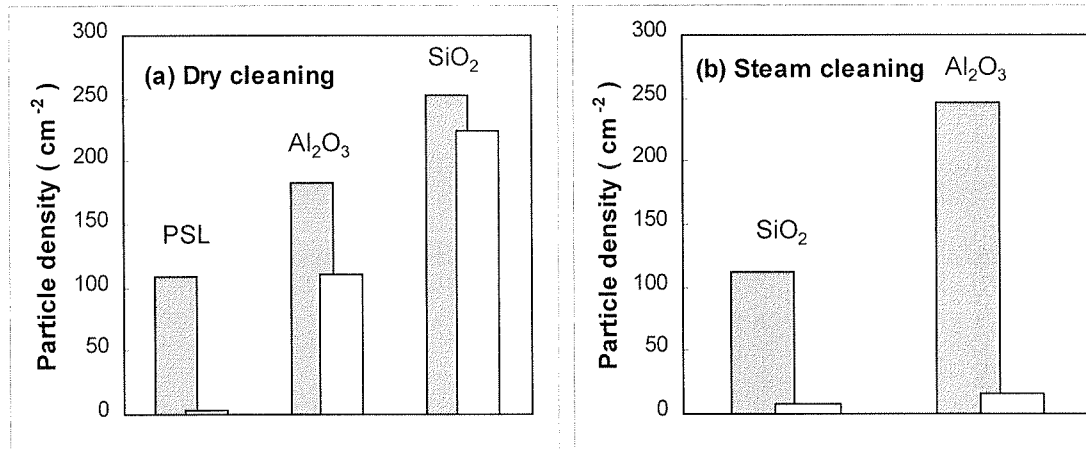 300
250
200
150
100
50
0
Particle density ( cm⁻² )
(a) Dry cleaning
PSL
Al₂O₃
SiO₂
300
250
200
150
100
50
0
Particle density ( cm⁻² )
(b) Steam cleaning
SiO₂
Al₂O₃